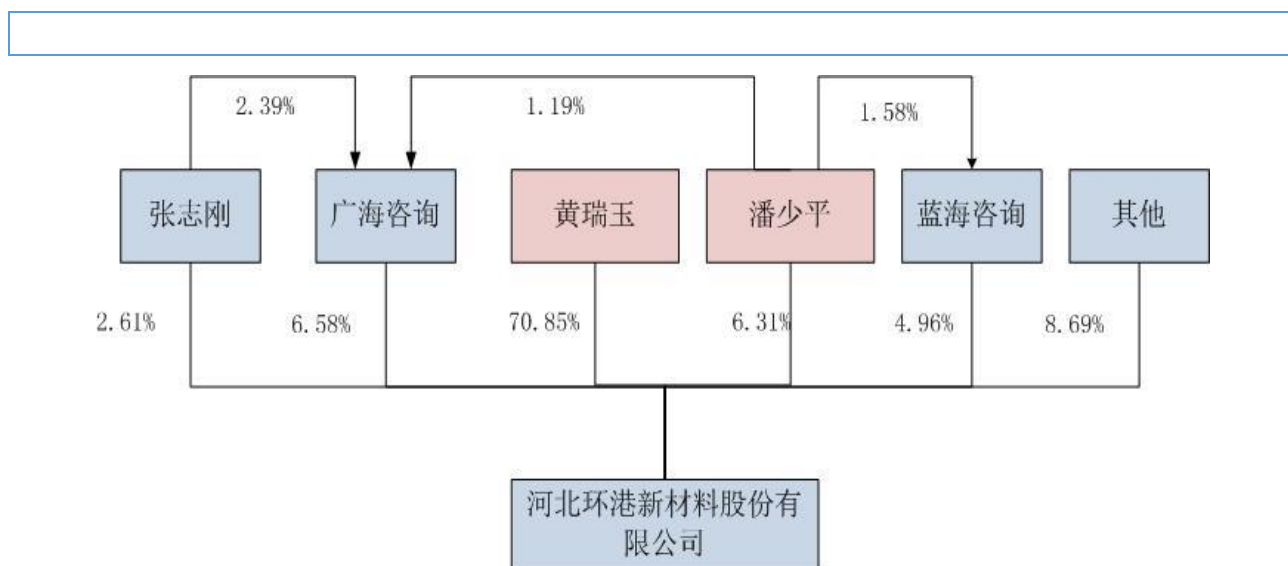 2.39%
1.19%
1.58%
张志刚
广海咨询
黄瑞玉
潘少平
蓝海咨询
其他
2.61%
6.58%
70.85%
6.31%
4.96%
8.69%
河北环港新材料股份有
限公司